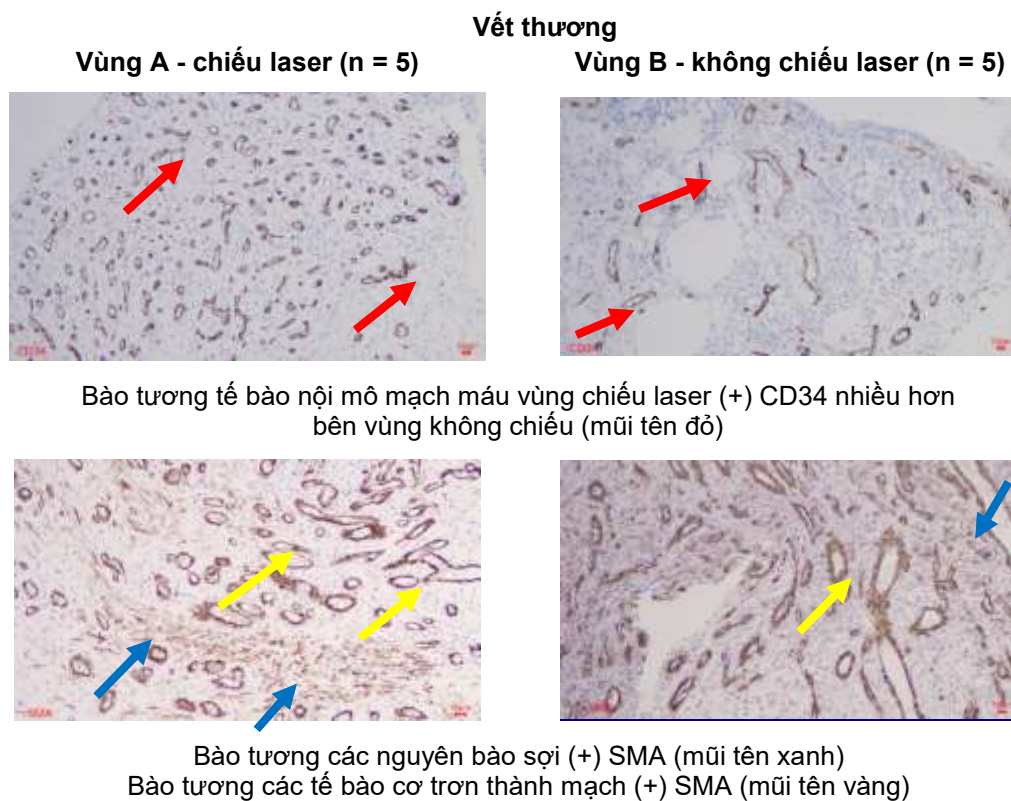 Vết thương
Vùng A - chiếu laser (n = 5)
Vùng B - không chiếu laser (n = 5)
CD34
Bào tương tế bào nội mô mạch máu vùng chiếu laser (+) CD34 nhiều hơn
bên vùng không chiếu (mũi tên đỏ)
SMA
Bào tương các nguyên bào sợi (+) SMA (mũi tên xanh)
Bào tương các tế bào cơ trơn thành mạch (+) SMA (mũi tên vàng)